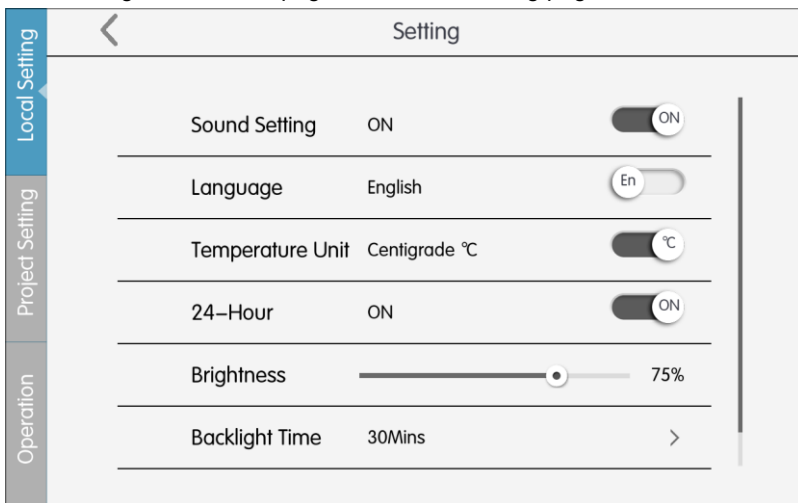 Setting
Local Setting
Project Setting
Operation
Sound Setting ON ON
Language English En
Temperature Unit Centigrade ℃ ℃
24-Hour ON ON
Brightness 75%
Backlight Time 30Mins